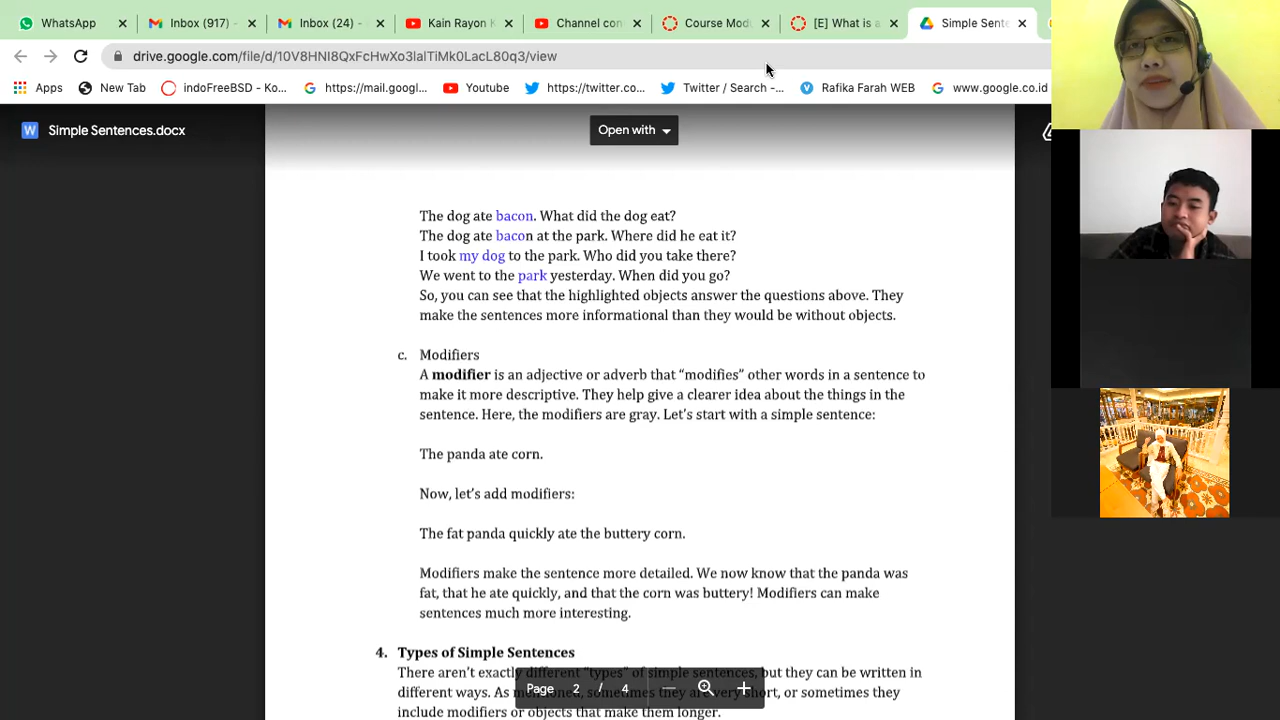 WhatsApp
Inbox (917) -
Inbox (24) -
Kain Rayon
Channel con
Course Modu
[E] What is a
Simple Sente
drive.google.com/file/d/10V8HNI8QxFcHwXo3lalTiMk0LacL80q3/view
Apps
New Tab
indoFreeBSD - Ko...
https://mail.googl...
Youtube
https://twitter.co...
Twitter / Search -...
Rafika Farah WEB
www.google.co.id
W
Simple Sentences.docx
Open with
The dog ate bacon. What did the dog eat?
The dog ate bacon at the park. Where did he eat it?
I took my dog to the park. Who did you take there?
We went to the park yesterday. When did you go?
So, you can see that the highlighted objects answer the questions above. They
make the sentences more informational than they would be without objects.
c. Modifiers
A modifier is an adjective or adverb that “modifies” other words in a sentence to
make it more descriptive. They help give a clearer idea about the things in the
sentence. Here, the modifiers are gray. Let’s start with a simple sentence:
The panda ate corn.
Now, let’s add modifiers:
The fat panda quickly ate the buttery corn.
Modifiers make the sentence more detailed. We now know that the panda was
fat, that he ate quickly, and that the corn was buttery! Modifiers can make
sentences much more interesting.
4. Types of Simple Sentences
There aren’t exactly different “types” of simple sentences, but they can be written in
different ways. As mentioned, sometimes they are very short, or sometimes they
include modifiers or objects that make them longer.
Page 2 / 4